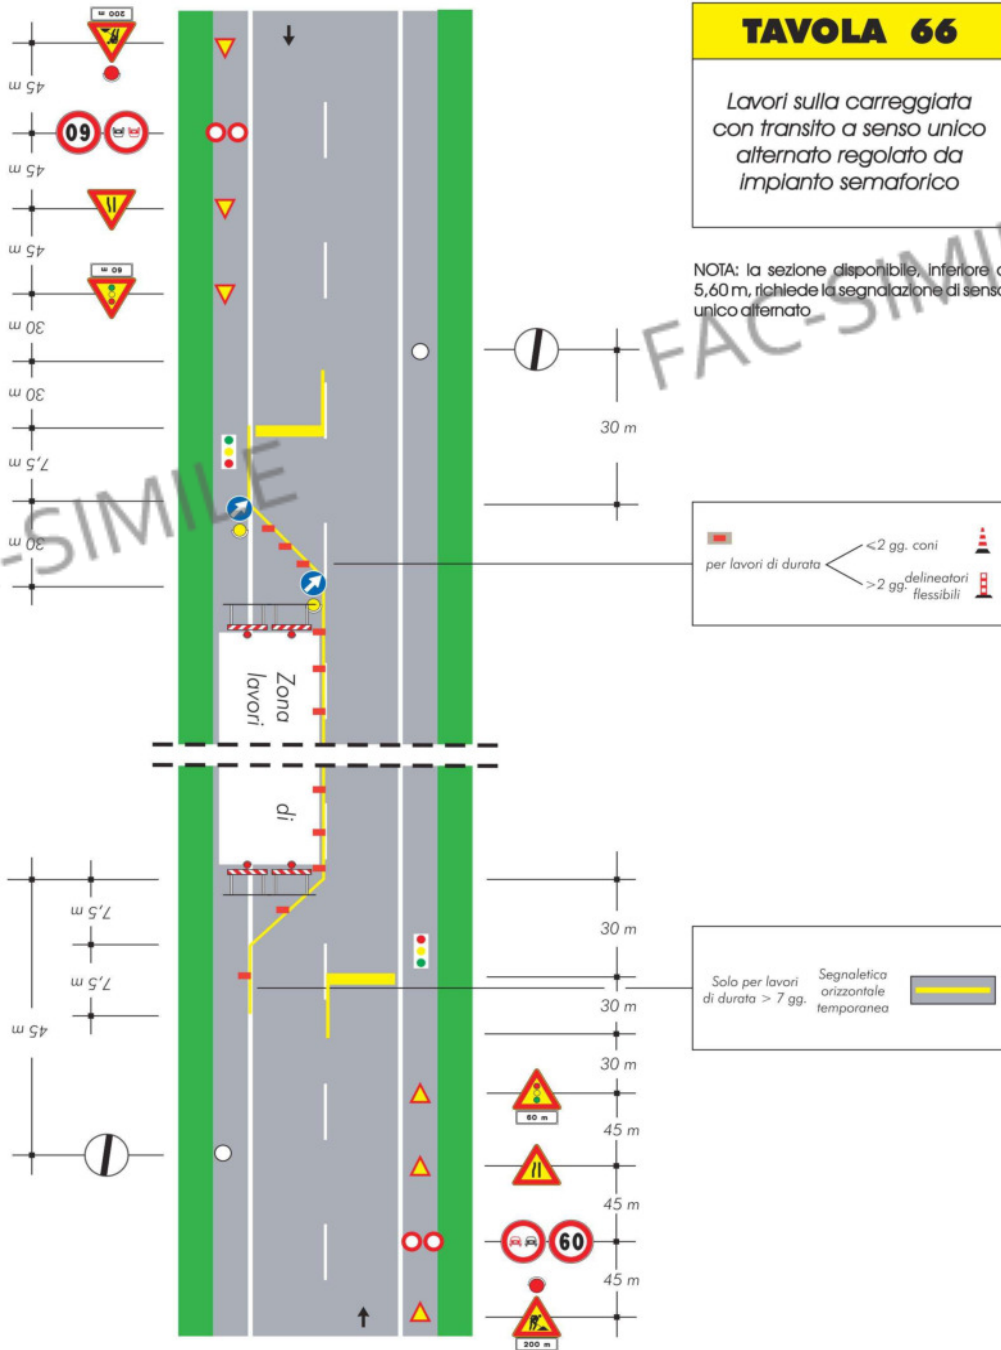 TAVOLA 66
Lavori sulla carreggiata
con transito a senso unico
alternato regolato da
impianto semaforico
NOTA: la sezione disponibile, inferiore a
5,60 m, richiede la segnalazione di senso
unico alternato
FAC-SIMILE
C-SIMILE
200 m
45 m
60
45 m
45 m
60 m
30 m
30 m
7,5 m
30 m
30 m
per lavori di durata
<2 gg. coni
>2 gg. delineatori
flessibili
Zona
lavori
di
7,5 m
7,5 m
45 m
30 m
30 m
30 m
Solo per lavori
di durata > 7 gg.
Segnaletica
orizzontale
temporanea
60 m
45 m
45 m
60
45 m
200 m